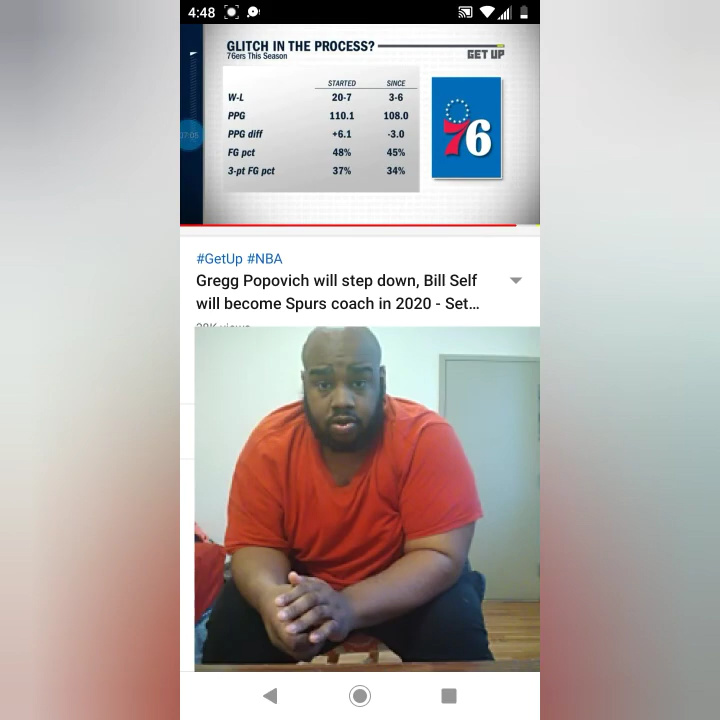 4:48
GLITCH IN THE PROCESS?
76ers This Season
GET UP
STARTED SINCE
W-L 20-7 3-6
PPG 110.1 108.0
PPG diff +6.1 -3.0
FG pct 48% 45%
3-pt FG pct 37% 34%
76
#GetUp #NBA
Gregg Popovich will step down, Bill Self
will become Spurs coach in 2020 - Set...